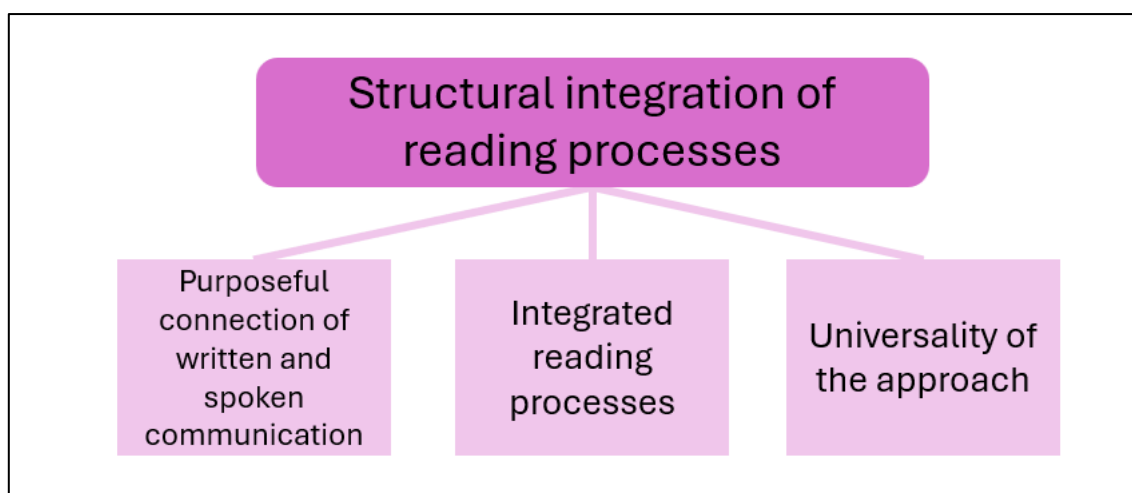 Structural integration of
reading processes
Purposeful
connection of
written and
spoken
communication
Integrated
reading
processes
Universality of
the approach